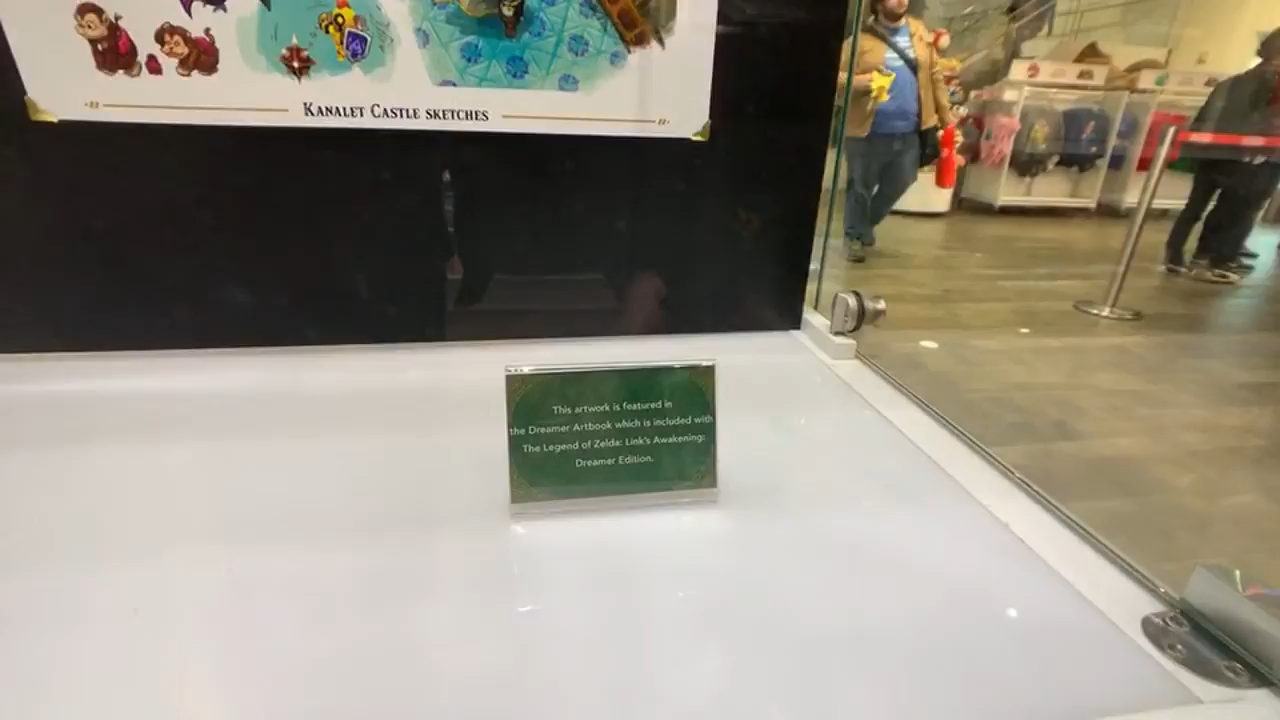 KANALET CASTLE SKETCHES
This artwork is featured in
the Dreamer Artbook which is included with
The Legend of Zelda: Link's Awakening:
Dreamer Edition.